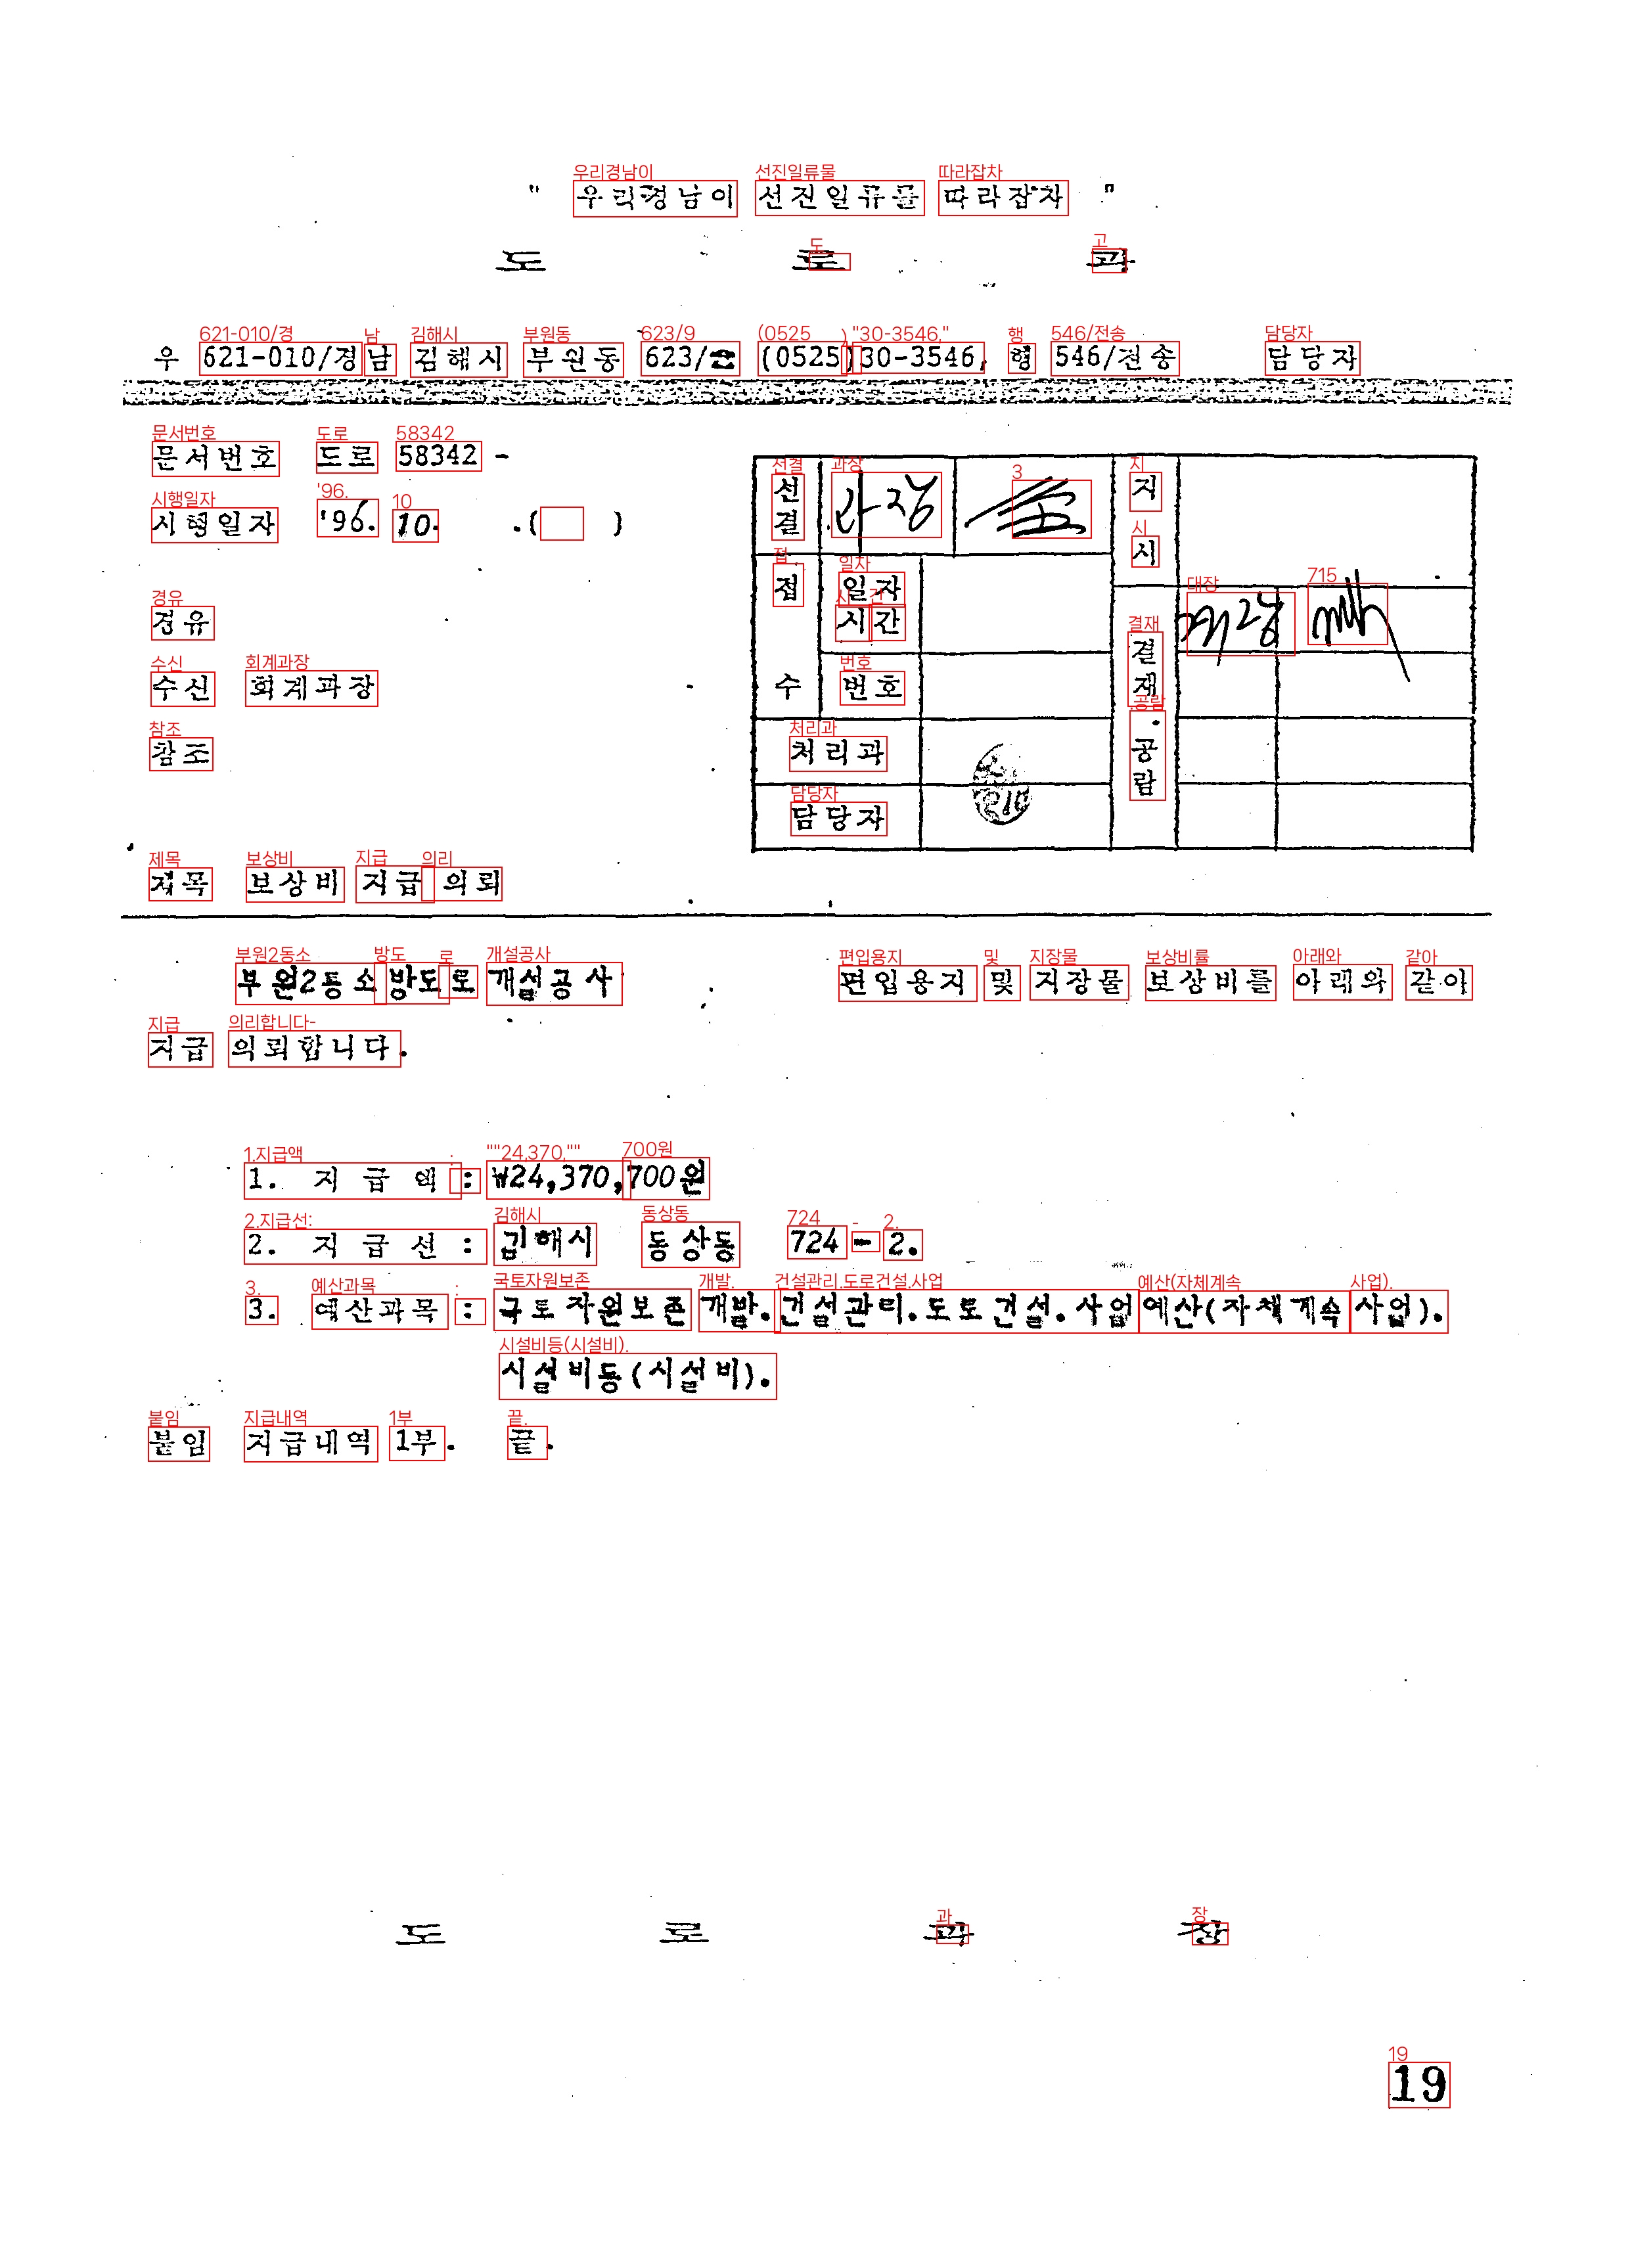 " 우리경남이 선진일류를 따라잡자 "
도 로 과
우 621-010/경남 김해시 부원동 623/ (0525)30-3546, 행 546/전송 담당자
문서번호 도로 58342 -
시행일자 '96. 10. .( )
경유
수신 회계과장
참조
선결 과장 지시
접수 일자 시간 번호
결재·공람
처리과
담당자
제목 보상비 지급 의뢰
부원2동소방도로 개설공사 편입용지 및 지장물 보상비를 아래와 같이
지급 의뢰합니다.
1. 지 급 액 : ₩24,370,700원
2. 지 급 선 : 김해시 동상동 724 - 2.
3. 예산과목 : 국토자원보존 개발.건설관리.도로건설.사업예산(자체계속사업).
시설비등(시설비).
붙임 지급내역 1부. 끝.
도 로 과 장
19